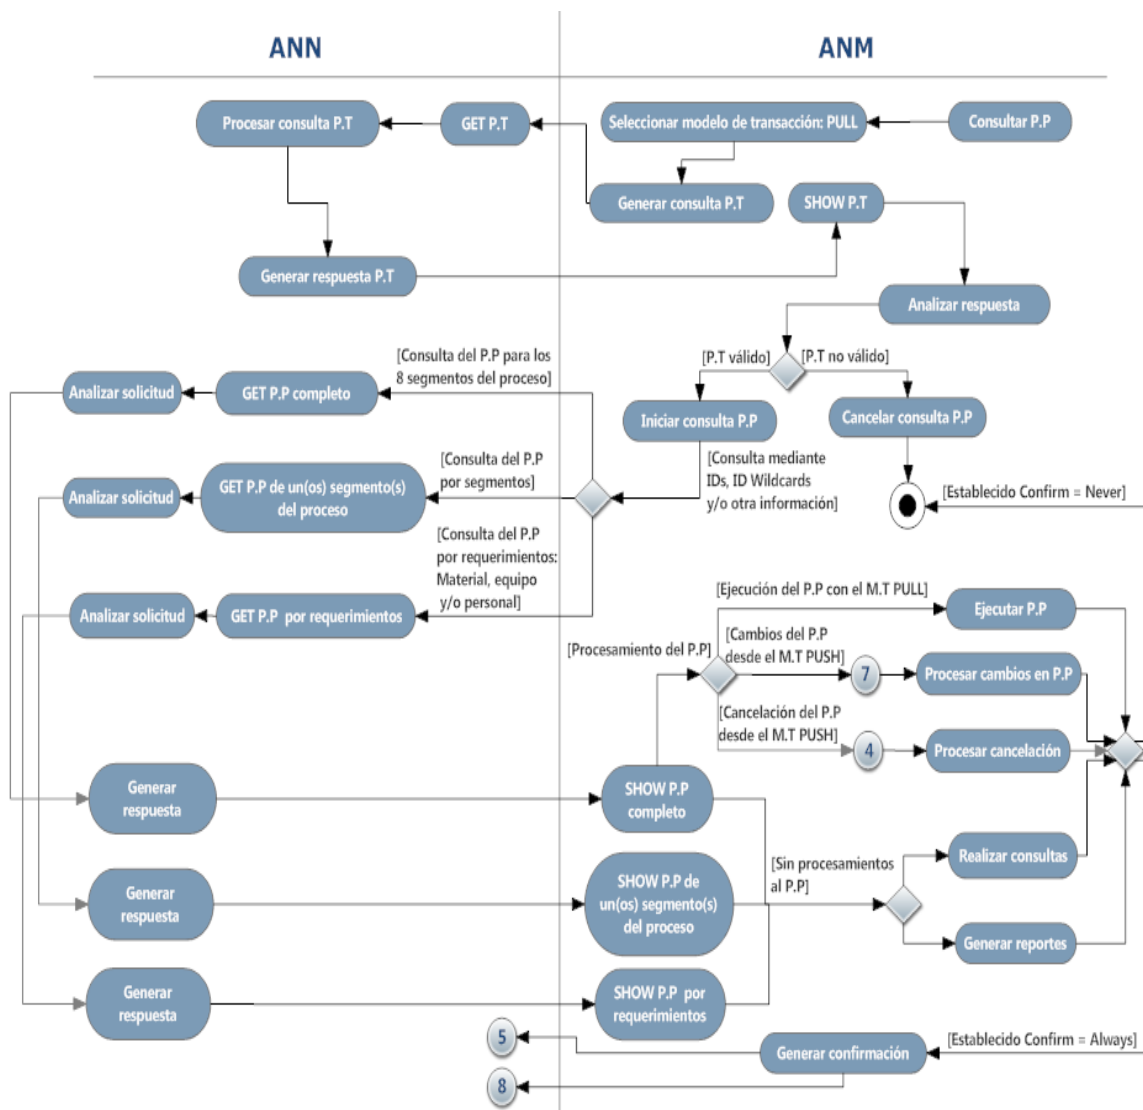 ANN
ANM
Procesar consulta P.T
GET P.T
Seleccionar modelo de transacción: PULL
Consultar P.P
Generar consulta P.T
SHOW P.T
Generar respuesta P.T
Analizar respuesta
[P.T válido]
[P.T no válido]
[Consulta del P.P para los
8 segmentos del proceso]
Analizar solicitud
GET P.P completo
Iniciar consulta P.P
Cancelar consulta P.P
[Consulta del P.P
por segmentos]
[Consulta mediante
IDs, ID Wildcards
y/o otra información]
Analizar solicitud
GET P.P de un(os) segmento(s)
del proceso
[Establecido Confirm = Never]
[Consulta del P.P
por requerimientos:
Material, equipo
y/o personal]
Analizar solicitud
GET P.P por requerimientos
[Ejecución del P.P con el M.T PULL]
Ejecutar P.P
[Procesamiento del P.P]
[Cambios del P.P
desde el M.T PUSH]
7
Procesar cambios en P.P
[Cancelación del P.P
desde el M.T PUSH]
4
Procesar cancelación
Generar
respuesta
SHOW P.P
completo
Realizar consultas
[Sin procesamientos
al P.P]
Generar
respuesta
SHOW P.P de
un(os) segmento(s)
del proceso
Generar reportes
Generar
respuesta
SHOW P.P por
requerimientos
5
Generar confirmación
[Establecido Confirm = Always]
8